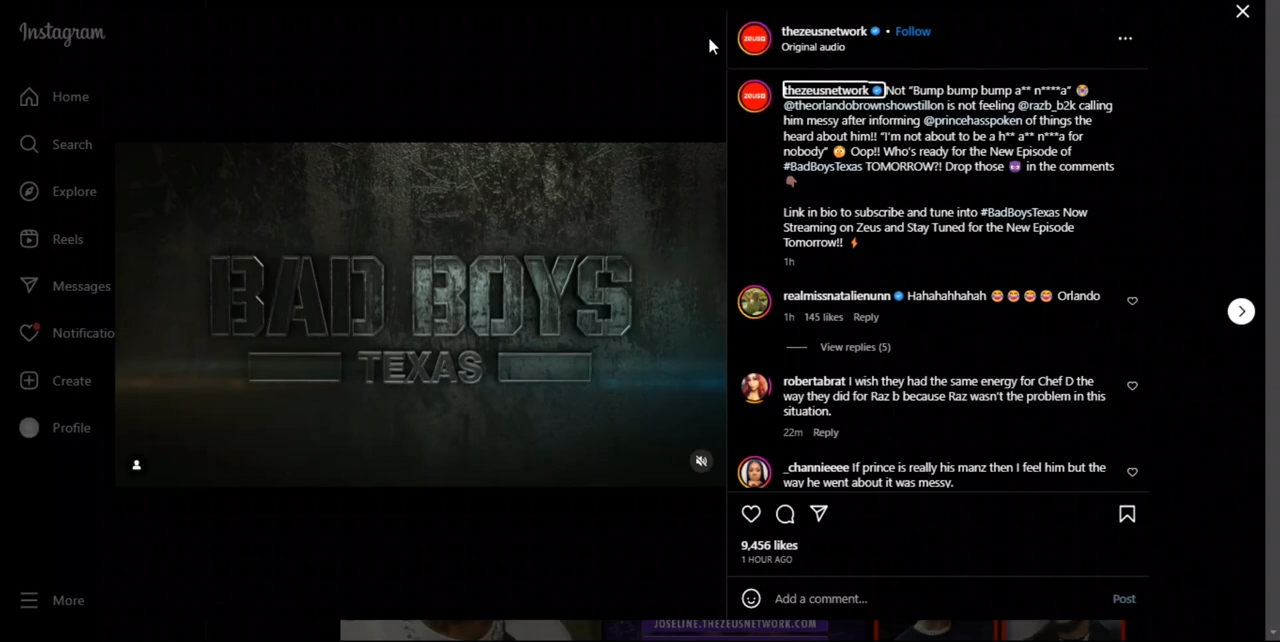 Instagram
Home
Search
Explore
Reels
Messages
Notificatio
Create
Profile
More
BAD BOYS
TEXAS
ZEUS
thezeusnetwork • Follow
Original audio
ZEUS
thezeusnetwork Not “Bump bump bump a** n****a” 😭
@theorlandobrownshowstillon is not feeling @razb_b2k calling
him messy after informing @princehasspoken of things the
heard about him!! “I’m not about to be a h** a** n***a for
nobody” 😳 Oop!! Who’s ready for the New Episode of
#BadBoysTexas TOMORROW?! Drop those 😈 in the comments
👇🏽
Link in bio to subscribe and tune into #BadBoysTexas Now
Streaming on Zeus and Stay Tuned for the New Episode
Tomorrow!! ⚡
1h
realmissnatalienunn Hahahahhahah 😂😂😂😂 Orlando
1h 145 likes Reply
View replies (5)
robertabrat I wish they had the same energy for Chef D the
way they did for Raz b because Raz wasn’t the problem in this
situation.
22m Reply
_channieeee If prince is really his manz then I feel him but the
way he went about it was messy.
9,456 likes
1 HOUR AGO
Add a comment...
Post
JOSELINE.THEZEUSNETWORK.COM